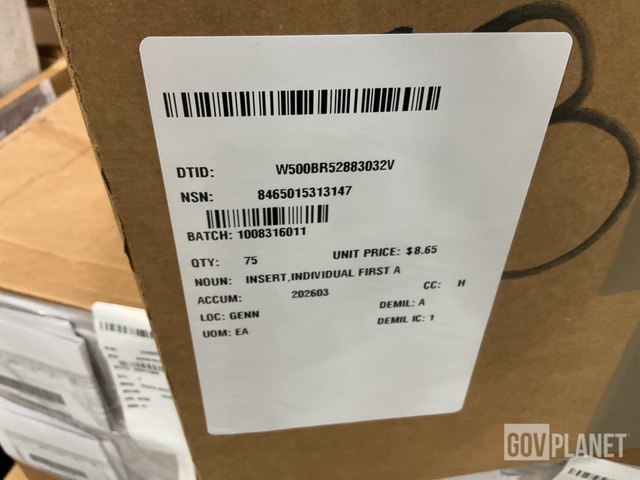 B
DTID: W500BR52883032V
NSN: 8465015313147
BATCH: 1008316011
QTY: 75 UNIT PRICE: $8.65
NOUN: INSERT,INDIVIDUAL FIRST A
ACCUM: 202603 CC: H
LOC: GENN DEMIL: A
UOM: EA DEMIL IC: 1
GOVPLANET